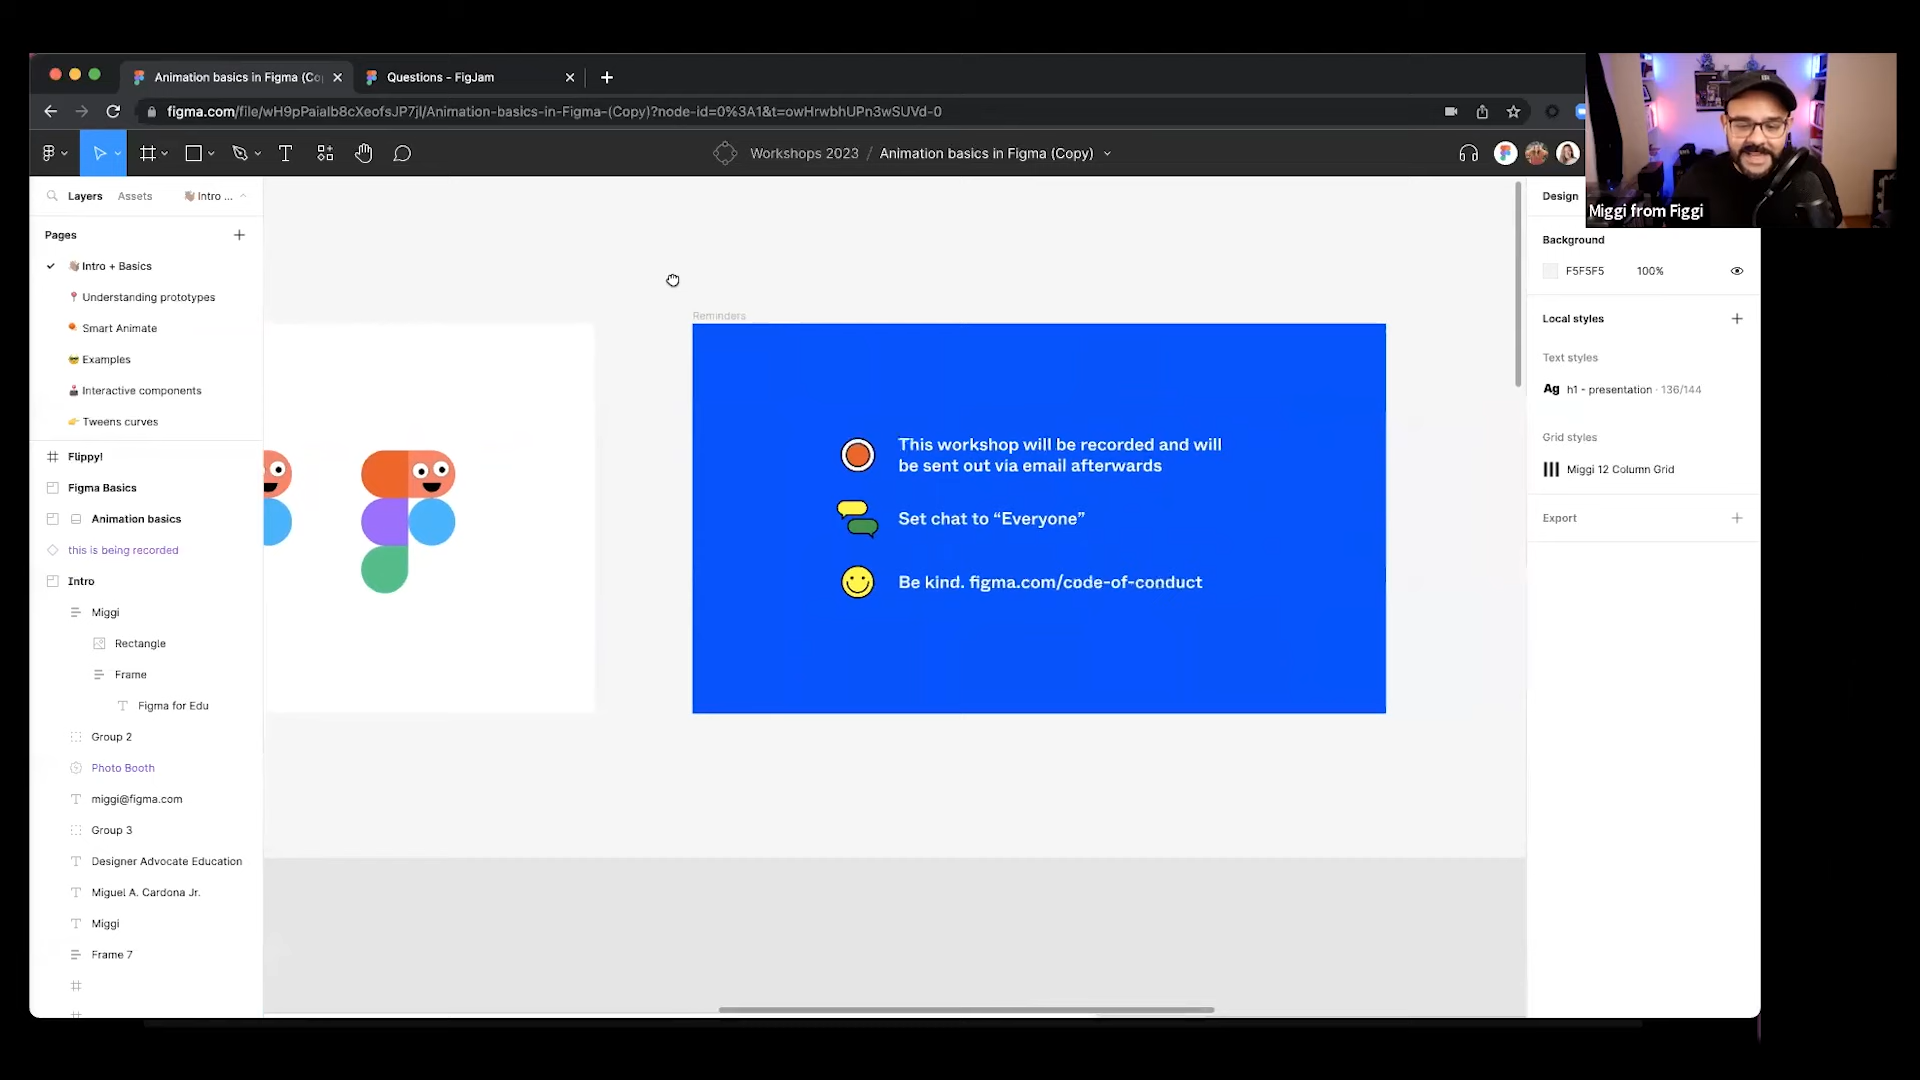 Animation basics in Figma (Co
Questions - FigJam
figma.com/file/wH9pPaiaIb8cXeofsJP7jl/Animation-basics-in-Figma-(Copy)?node-id=0%3A1&t=owHrwbhUPn3wSUVd-0
Workshops 2023 / Animation basics in Figma (Copy)
Miggi from Figgi
Layers
Assets
Intro ...
Pages
Intro + Basics
Understanding prototypes
Smart Animate
Examples
Interactive components
Tweens curves
Flippy!
Figma Basics
Animation basics
this is being recorded
Intro
Miggi
Rectangle
Frame
Figma for Edu
Group 2
Photo Booth
miggi@figma.com
Group 3
Designer Advocate Education
Miguel A. Cardona Jr.
Miggi
Frame 7
Reminders
This workshop will be recorded and will
be sent out via email afterwards
Set chat to “Everyone”
Be kind. figma.com/code-of-conduct
Design
Background
F5F5F5 100%
Local styles
Text styles
Ag h1 - presentation · 136/144
Grid styles
Miggi 12 Column Grid
Export